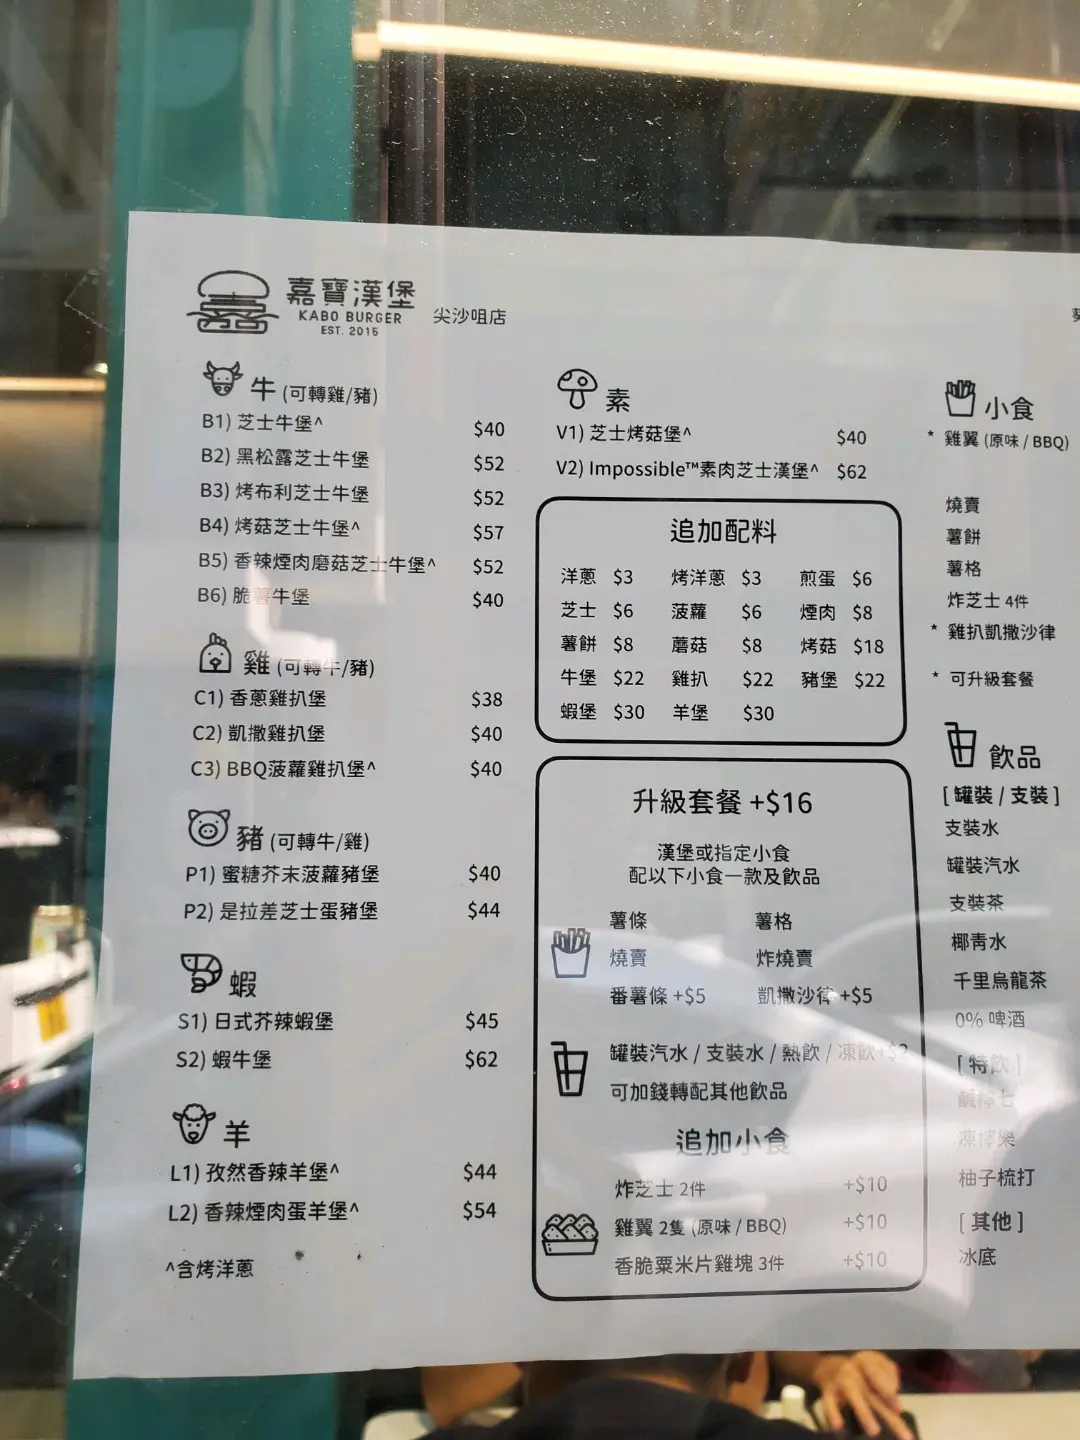 嘉寶漢堡
KABO BURGER
EST. 2015
尖沙咀店
牛 (可轉雞/豬)
B1) 芝士牛堡^ $40
B2) 黑松露芝士牛堡 $52
B3) 烤布利芝士牛堡 $52
B4) 烤菇芝士牛堡^ $57
B5) 香辣煙肉磨菇芝士牛堡^ $52
B6) 脆薯牛堡 $40
雞 (可轉牛/豬)
C1) 香蔥雞扒堡 $38
C2) 凱撒雞扒堡 $40
C3) BBQ菠蘿雞扒堡^ $40
豬 (可轉牛/雞)
P1) 蜜糖芥末菠蘿豬堡 $40
P2) 是拉差芝士蛋豬堡 $44
蝦
S1) 日式芥辣蝦堡 $45
S2) 蝦牛堡 $62
羊
L1) 孜然香辣羊堡^ $44
L2) 香辣煙肉蛋羊堡^ $54
^含烤洋蔥
素
V1) 芝士烤菇堡^ $40
V2) Impossible™素肉芝士漢堡^ $62
追加配料
洋蔥 $3 烤洋蔥 $3 煎蛋 $6
芝士 $6 菠蘿 $6 煙肉 $8
薯餅 $8 蘑菇 $8 烤菇 $18
牛堡 $22 雞扒 $22 豬堡 $22
蝦堡 $30 羊堡 $30
升級套餐 +$16
漢堡或指定小食
配以下小食一款及飲品
薯條 薯格
燒賣 炸燒賣
番薯條 +$5 凱撒沙律 +$5
罐裝汽水 / 支裝水 / 熱飲 / 凍飲+$2
可加錢轉配其他飲品
追加小食
炸芝士 2件 +$10
雞翼 2隻 (原味 / BBQ) +$10
香脆粟米片雞塊 3件 +$10
小食
* 雞翼 (原味 / BBQ)
燒賣
薯餅
薯格
炸芝士 4件
* 雞扒凱撒沙律
* 可升級套餐
飲品
[ 罐裝 / 支裝 ]
支裝水
罐裝汽水
支裝茶
椰青水
千里烏龍茶
0% 啤酒
[ 特飲 ]
鹹檸七
凍檸樂
柚子梳打
[ 其他 ]
冰底